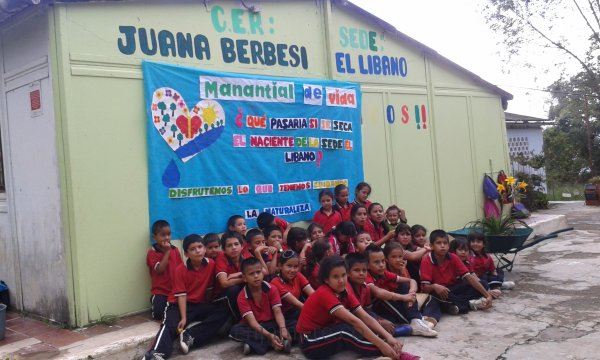 C.E.R:
JUANA BERBESI
SEDE:
EL LIBANO
OS!!
Manantial de vida
¿QUE PASARIA SI SE SECA
EL NACIENTE DE LA SEDE EL
LIBANO?
DISFRUTEMOS LO QUE TENEMOS
LA NATURALEZA